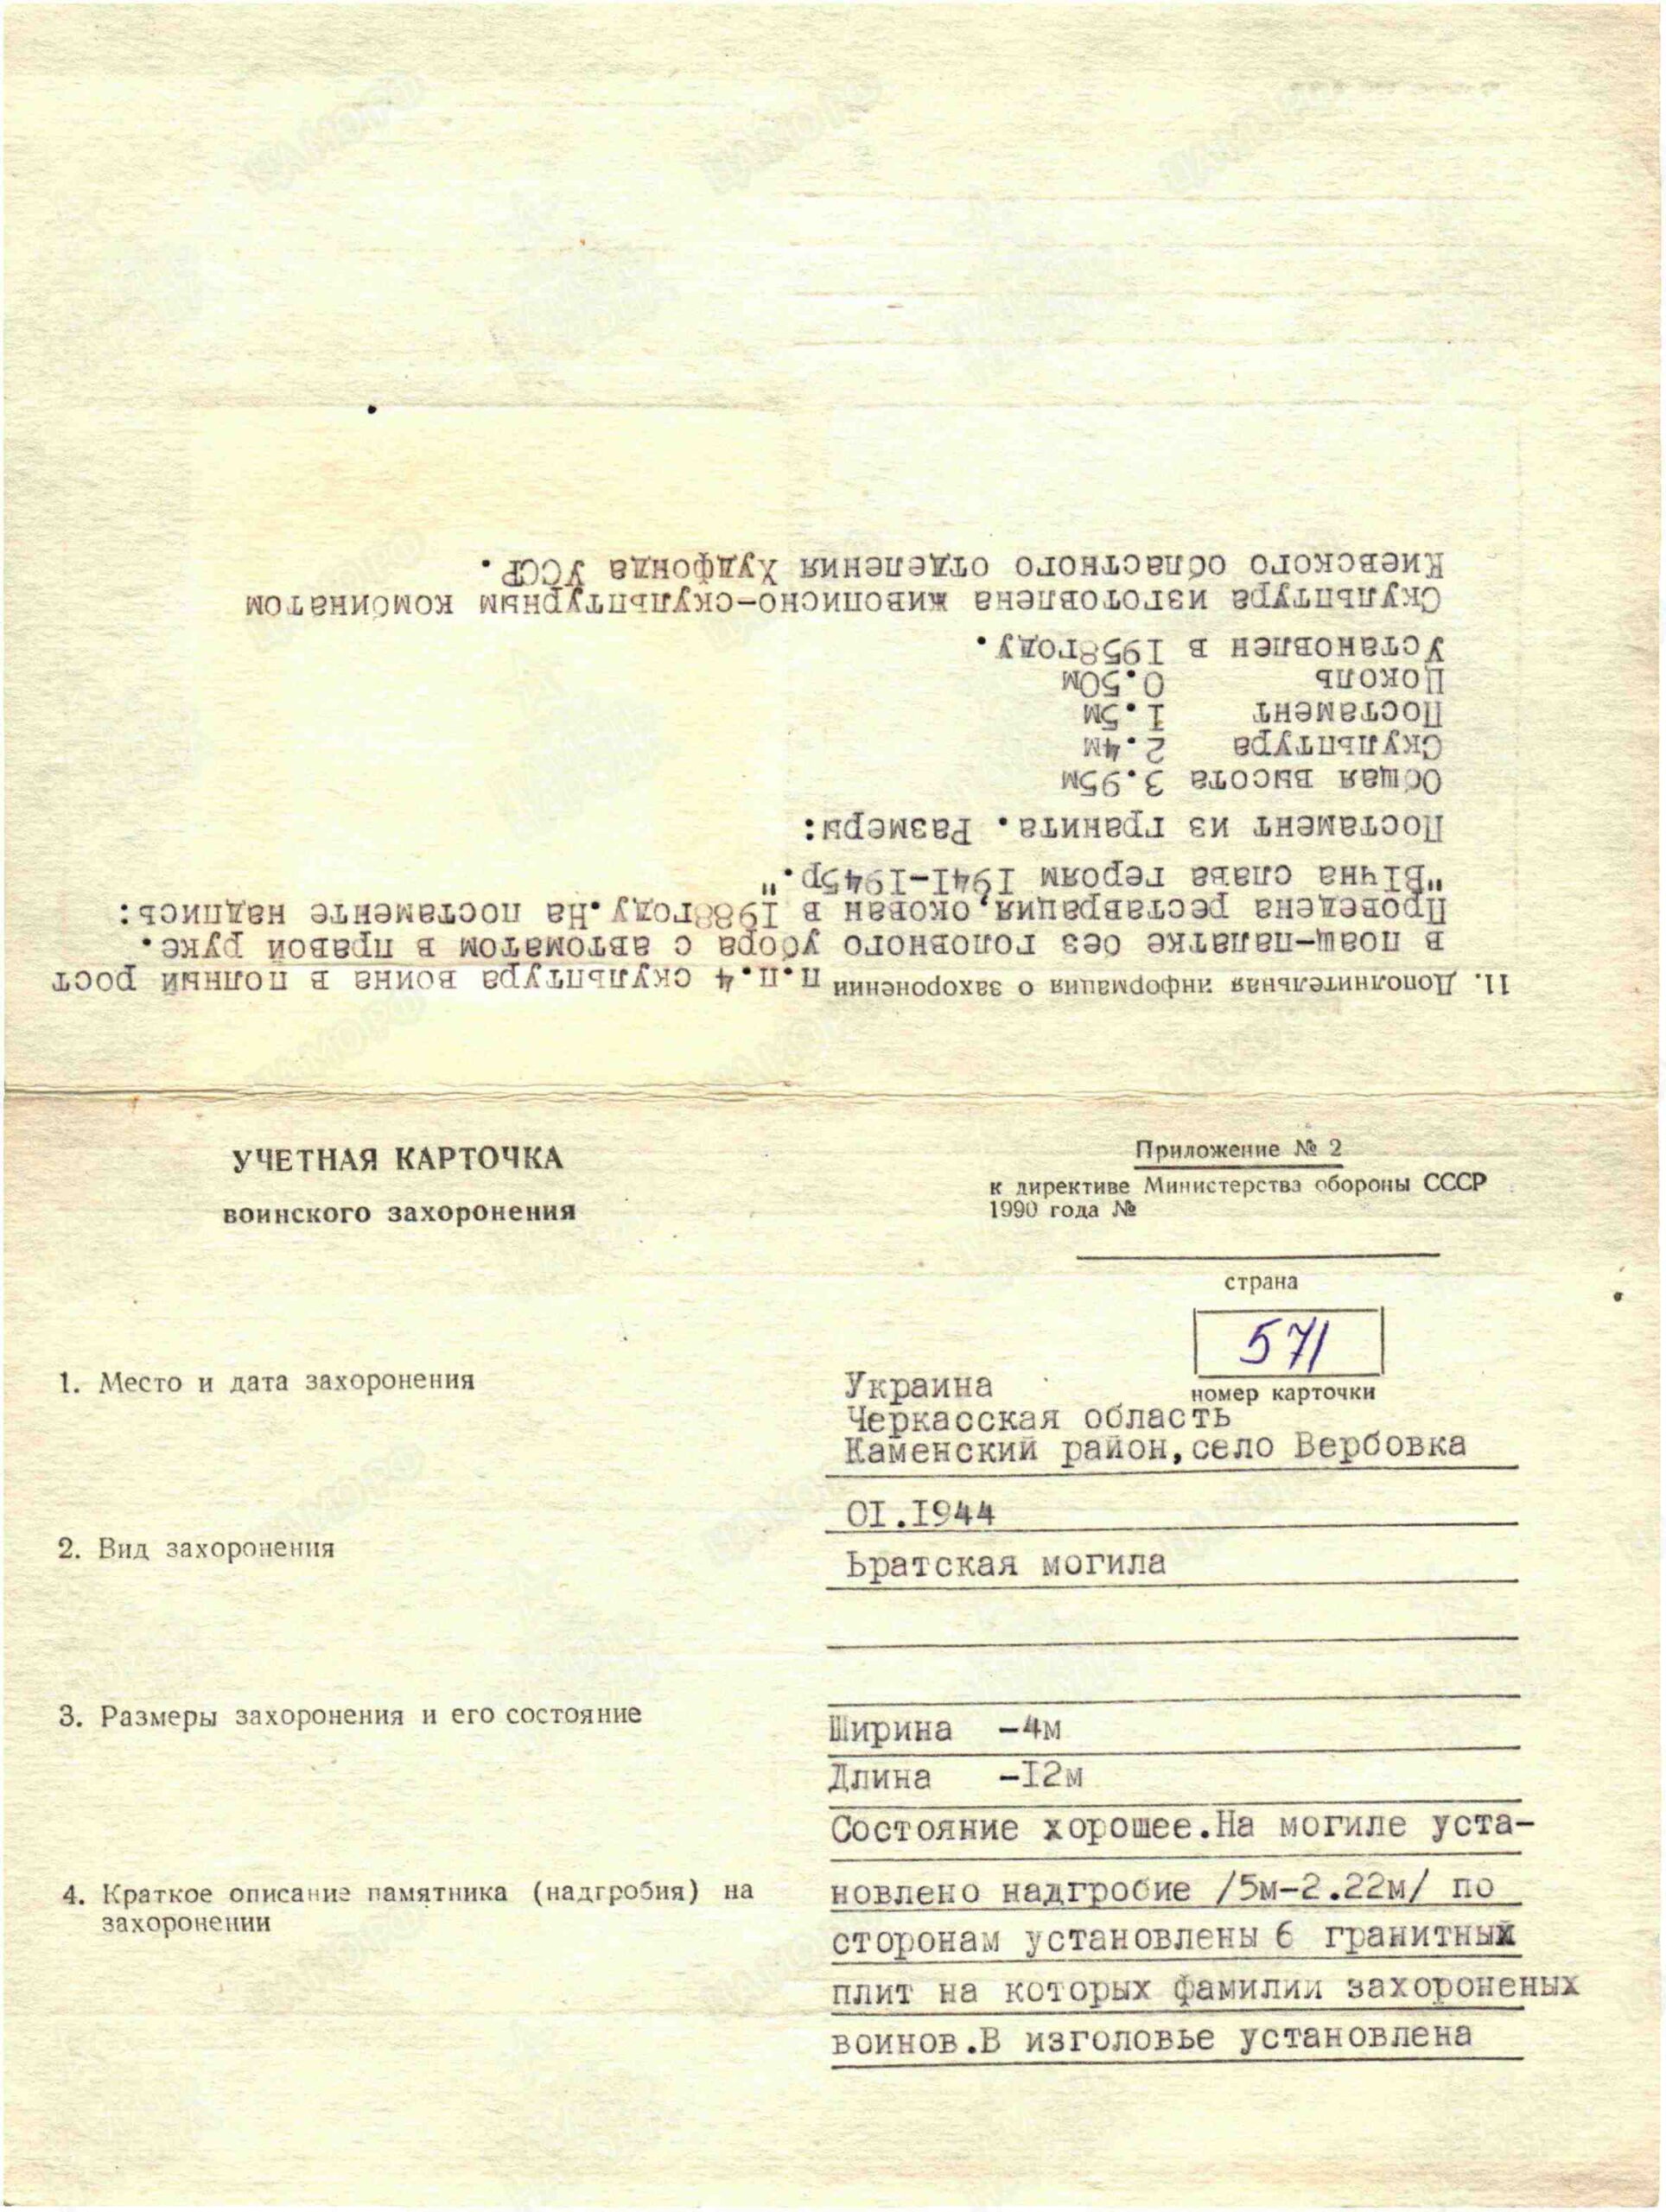 11. Дополнительная информация о захоронении П.П.4 скульптура воина в полный рост
в плащ-палатке без головного убора с автоматом в правой руке.
Проведена реставрация,окован в 1988году.На постаменте надпись:
"Вічна слава героям 1941-1945р."
Постамент из гранита. Размеры:
Общая высота 3.95м
Скульптура 2.4м
Постамент 1.5м
Цоколь 0.50м
Установлен в 1958году.
Скульптура изготовлена живописно-скульптурным комбинатом
Киевского областного отделения худфонда УССР.
УЧЕТНАЯ КАРТОЧКА
воинского захоронения
Приложение № 2
к директиве Министерства обороны СССР
1990 года №
страна
571
номер карточки
1. Место и дата захоронения
Украина
Черкасская область
Каменский район,село Вербовка
01.1944
2. Вид захоронения
Братская могила
3. Размеры захоронения и его состояние
Ширина -4м
Длина -12м
Состояние хорошее.На могиле уста-
4. Краткое описание памятника (надгробия) на
захоронении
новлено надгробие /5м-2.22м/ по
сторонам установлены 6 гранитных
плит на которых фамилии захороненых
воинов.В изголовье установлена